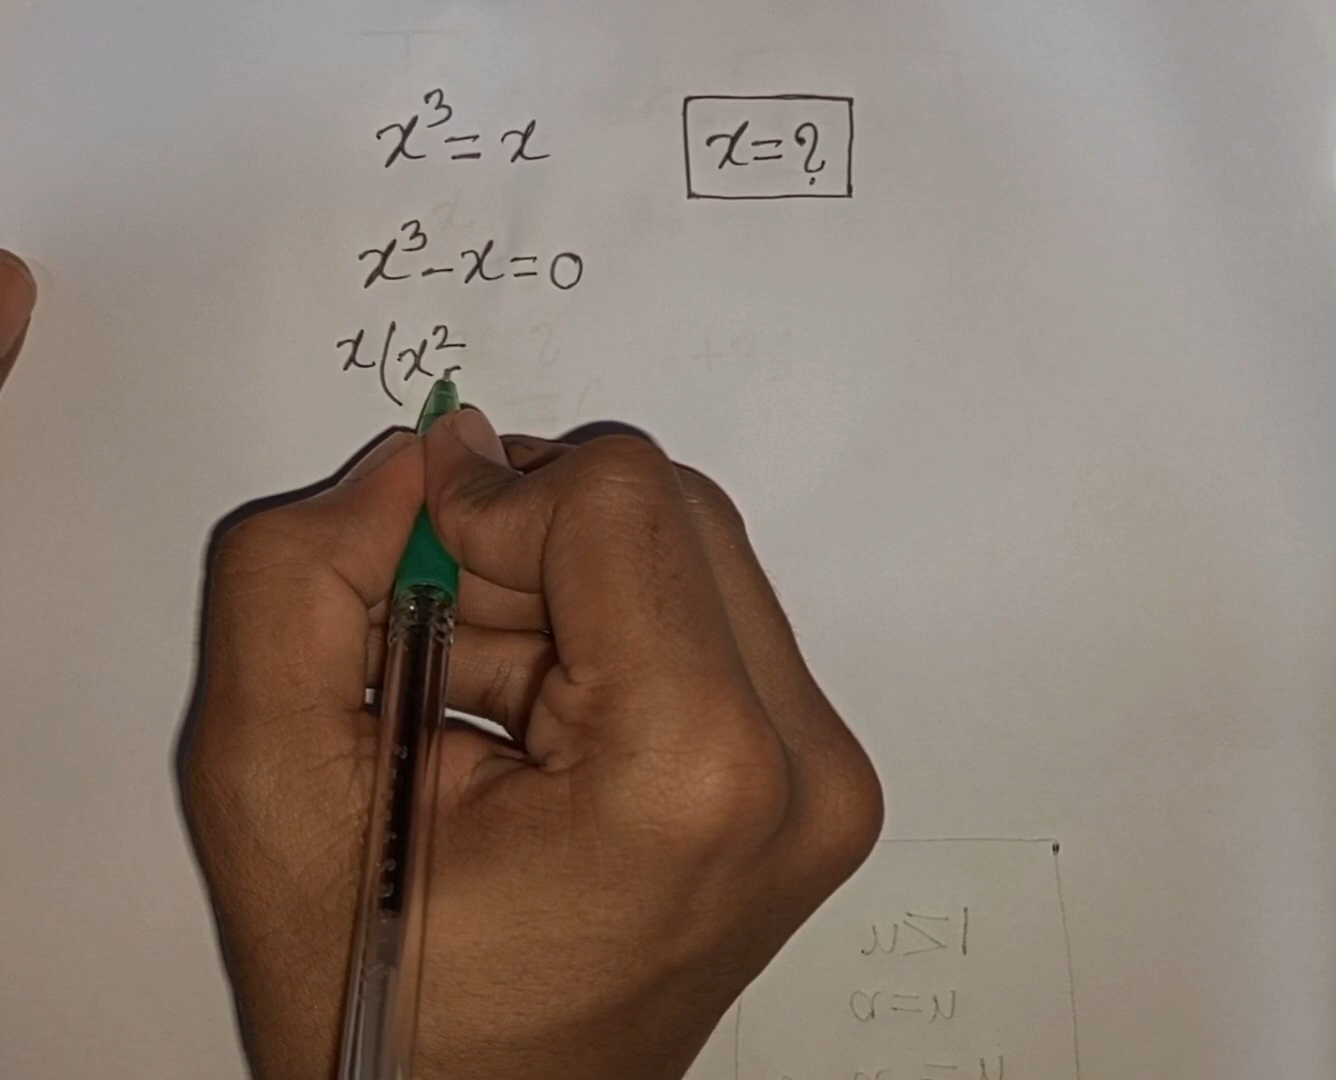 x³ = x
x = ?
x³ - x = 0
x(x² -